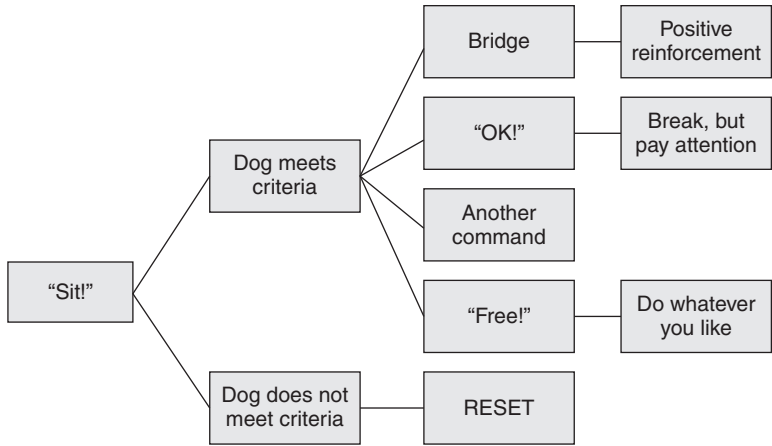 Bridge
Positive
reinforcement
“OK!”
Break, but
pay attention
Dog meets
criteria
Another
command
“Sit!”
“Free!”
Do whatever
you like
Dog does not
meet criteria
RESET